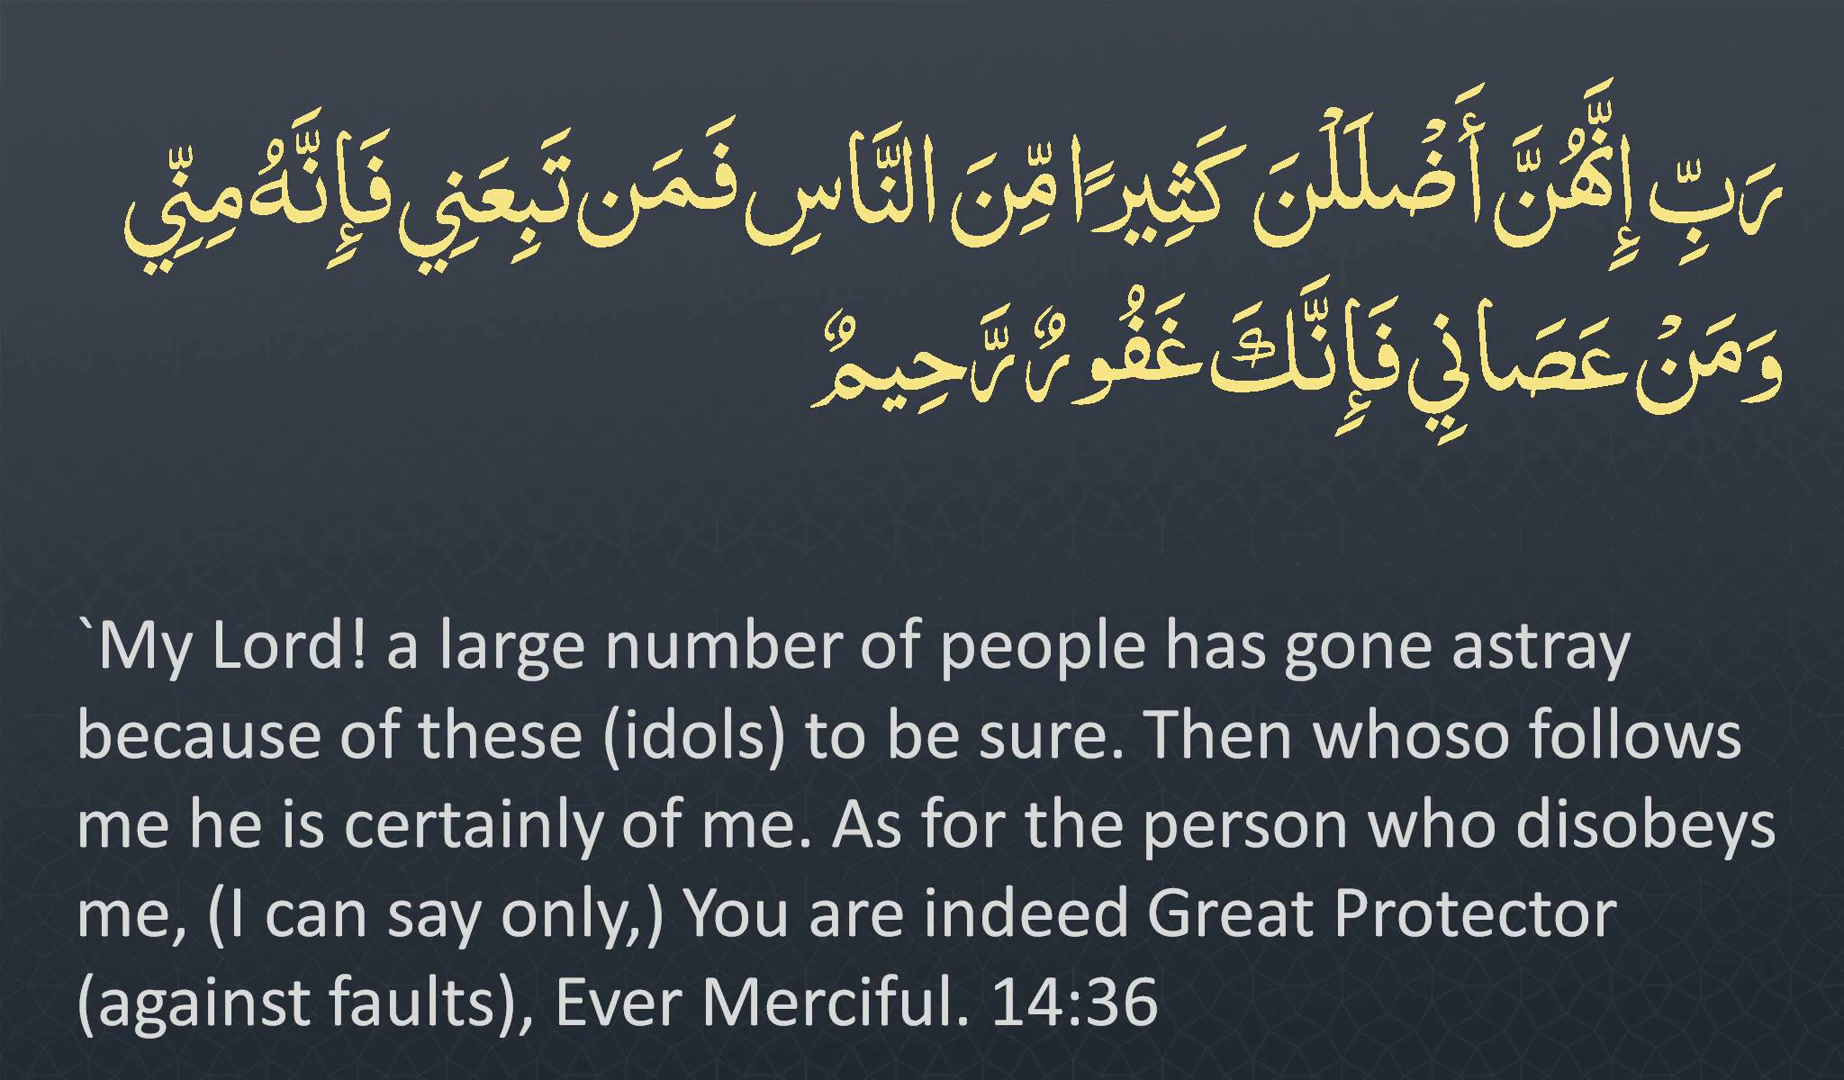 رَبِّ إِنَّهُنَّ أَضْلَلْنَ كَثِيرًا مِّنَ النَّاسِ فَمَن تَبِعَنِي فَإِنَّهُ مِنِّي
وَمَنْ عَصَانِي فَإِنَّكَ غَفُورٌ رَّحِيمٌ
`My Lord! a large number of people has gone astray
because of these (idols) to be sure. Then whoso follows
me he is certainly of me. As for the person who disobeys
me, (I can say only,) You are indeed Great Protector
(against faults), Ever Merciful. 14:36